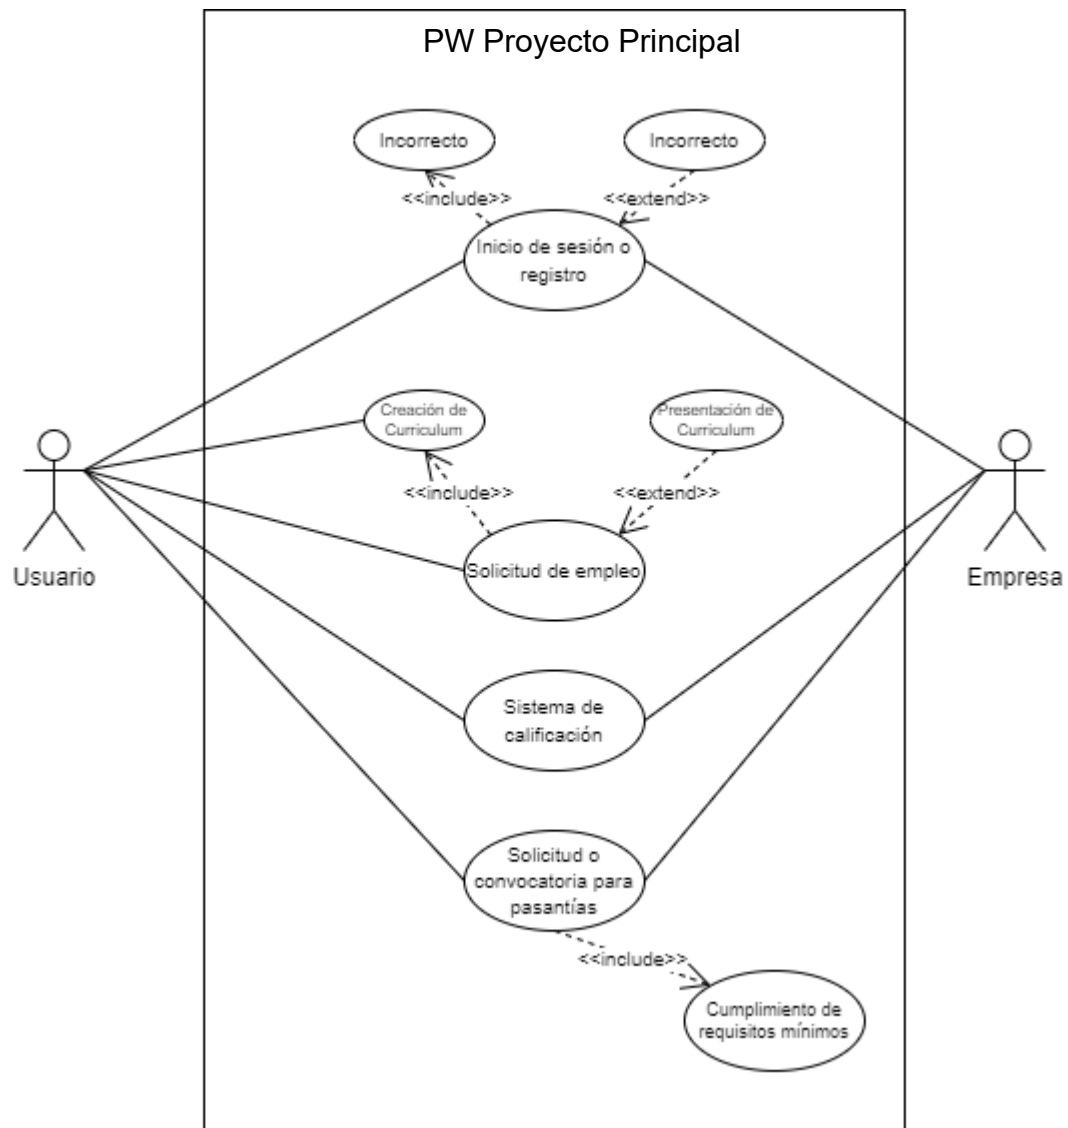 PW Proyecto Principal
Incorrecto
Incorrecto
<<include>>
<<extend>>
Inicio de sesión o
registro
Creación de
Curriculum
Presentación de
Curriculum
<<include>>
<<extend>>
Usuario
Solicitud de empleo
Empresa
Sistema de
calificación
Solicitud o
convocatoria para
pasantías
<<include>>
Cumplimiento de
requisitos mínimos